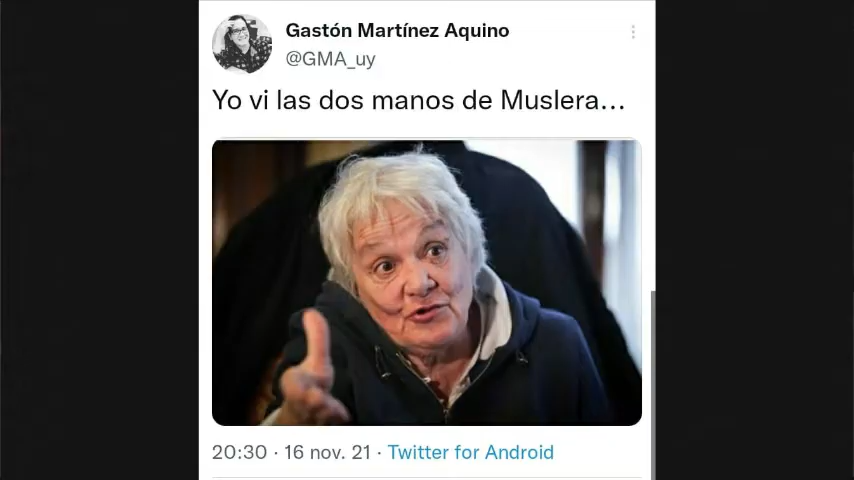 Gastón Martínez Aquino
@GMA_uy
Yo vi las dos manos de Muslera...
20:30 · 16 nov. 21 · Twitter for Android